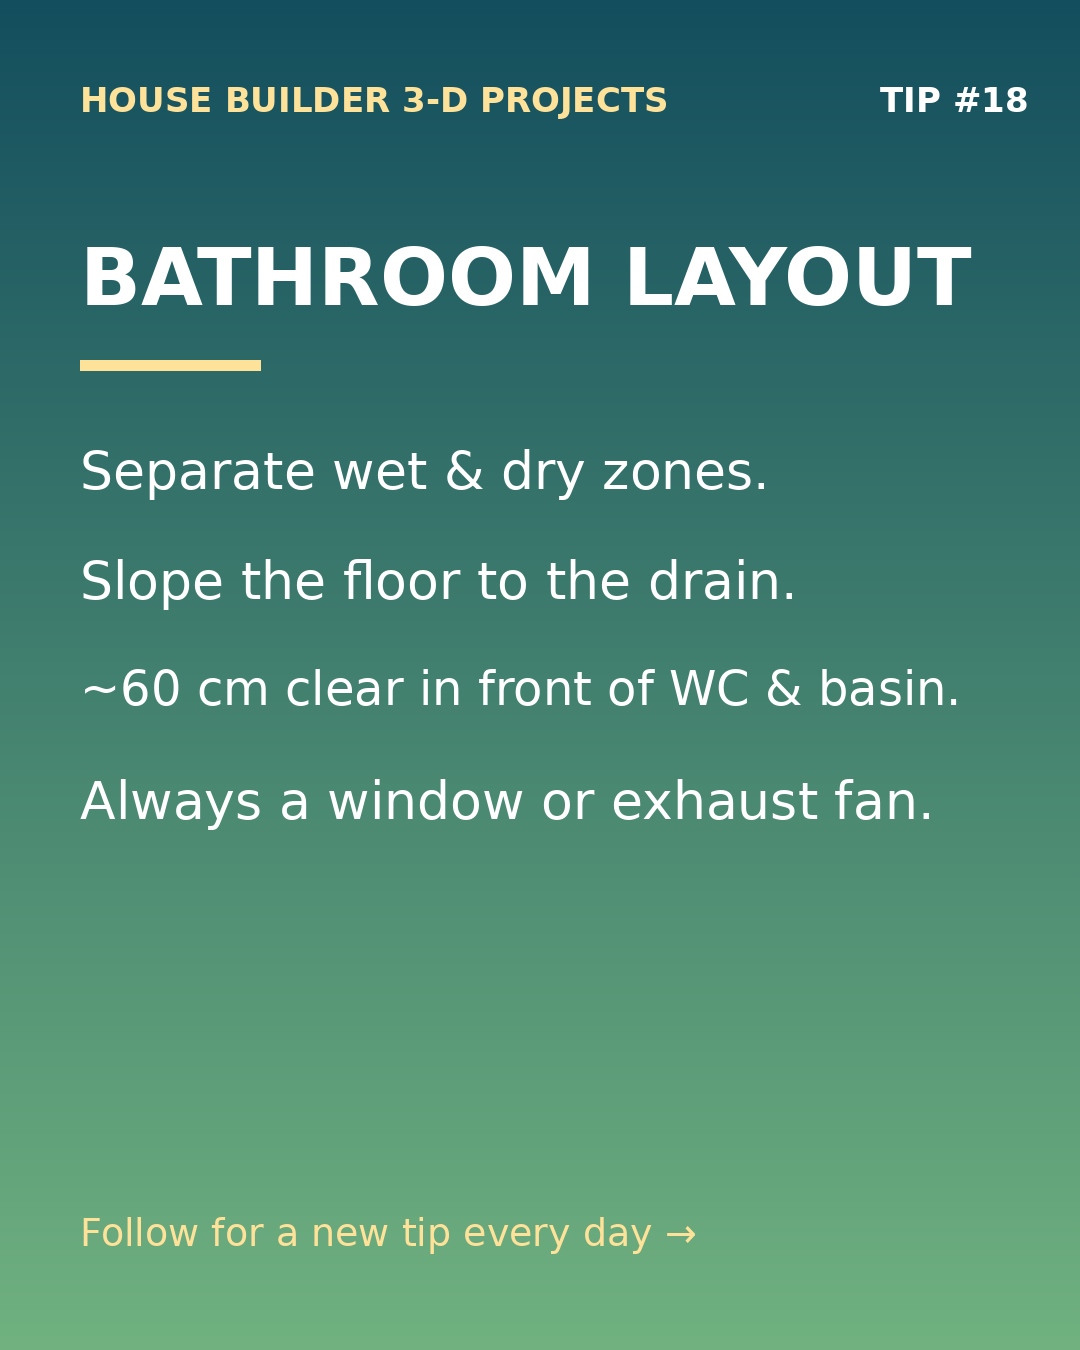 HOUSE BUILDER 3-D PROJECTS
TIP #18
BATHROOM LAYOUT
Separate wet & dry zones.
Slope the floor to the drain.
~60 cm clear in front of WC & basin.
Always a window or exhaust fan.
Follow for a new tip every day →